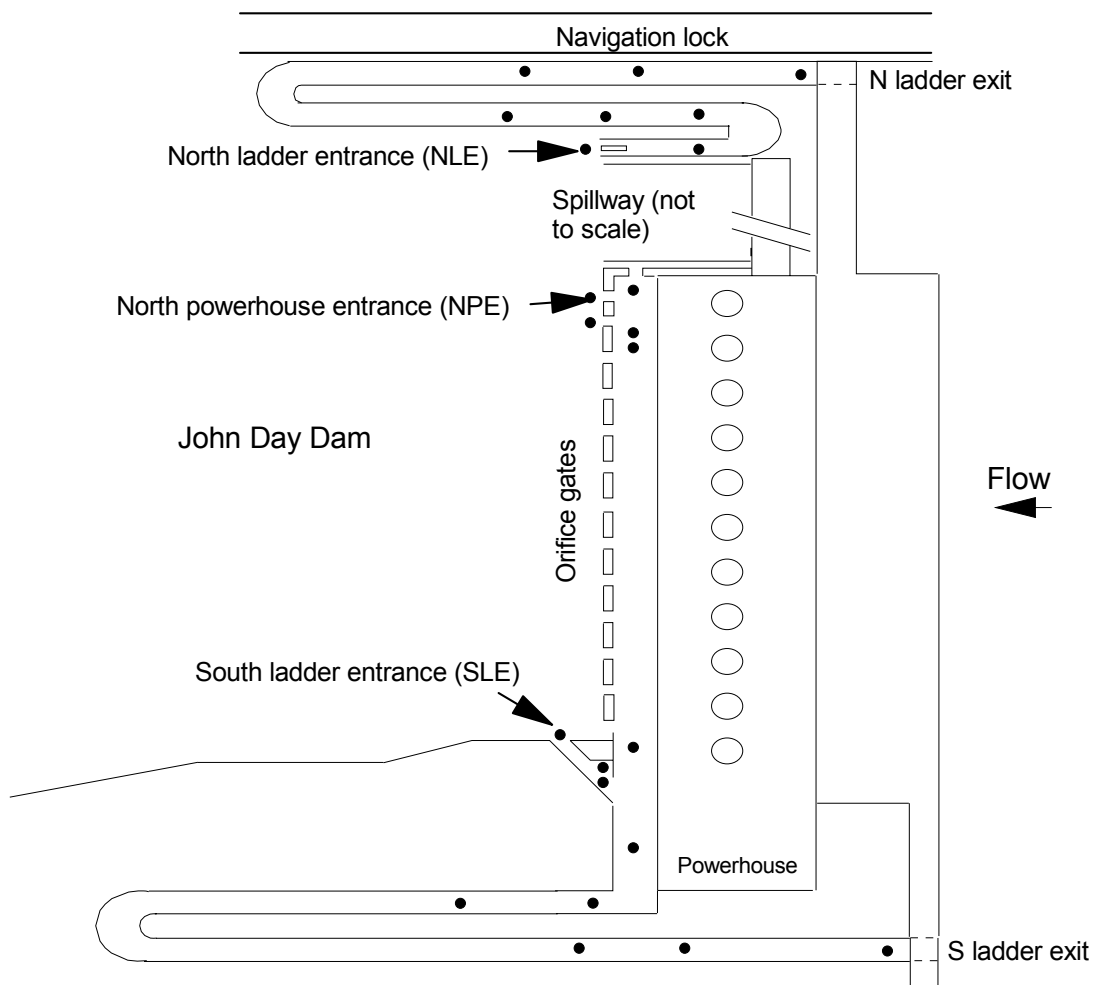 Navigation lock
N ladder exit
North ladder entrance (NLE)
Spillway (not
to scale)
North powerhouse entrance (NPE)
John Day Dam
Orifice gates
Flow
South ladder entrance (SLE)
Powerhouse
S ladder exit